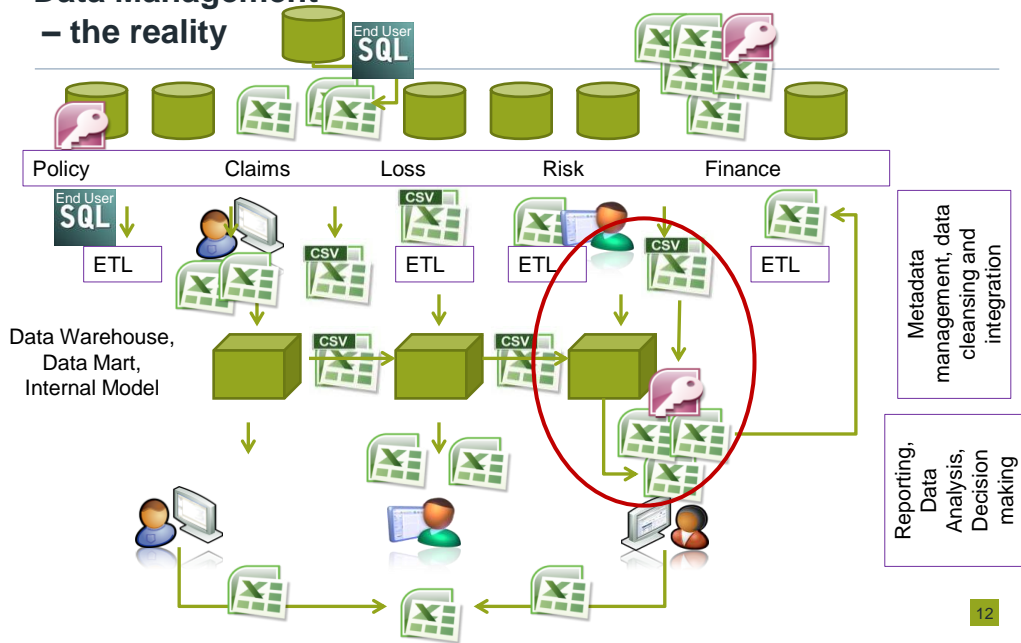 Data Management
– the reality
End User
SQL
Policy
Claims
Loss
Risk
Finance
End User
SQL
CSV
CSV
CSV
ETL
ETL
ETL
ETL
Metadata
management, data
cleansing and
integration
Data Warehouse,
Data Mart,
Internal Model
CSV
CSV
Reporting,
Data
Analysis,
Decision
making
12